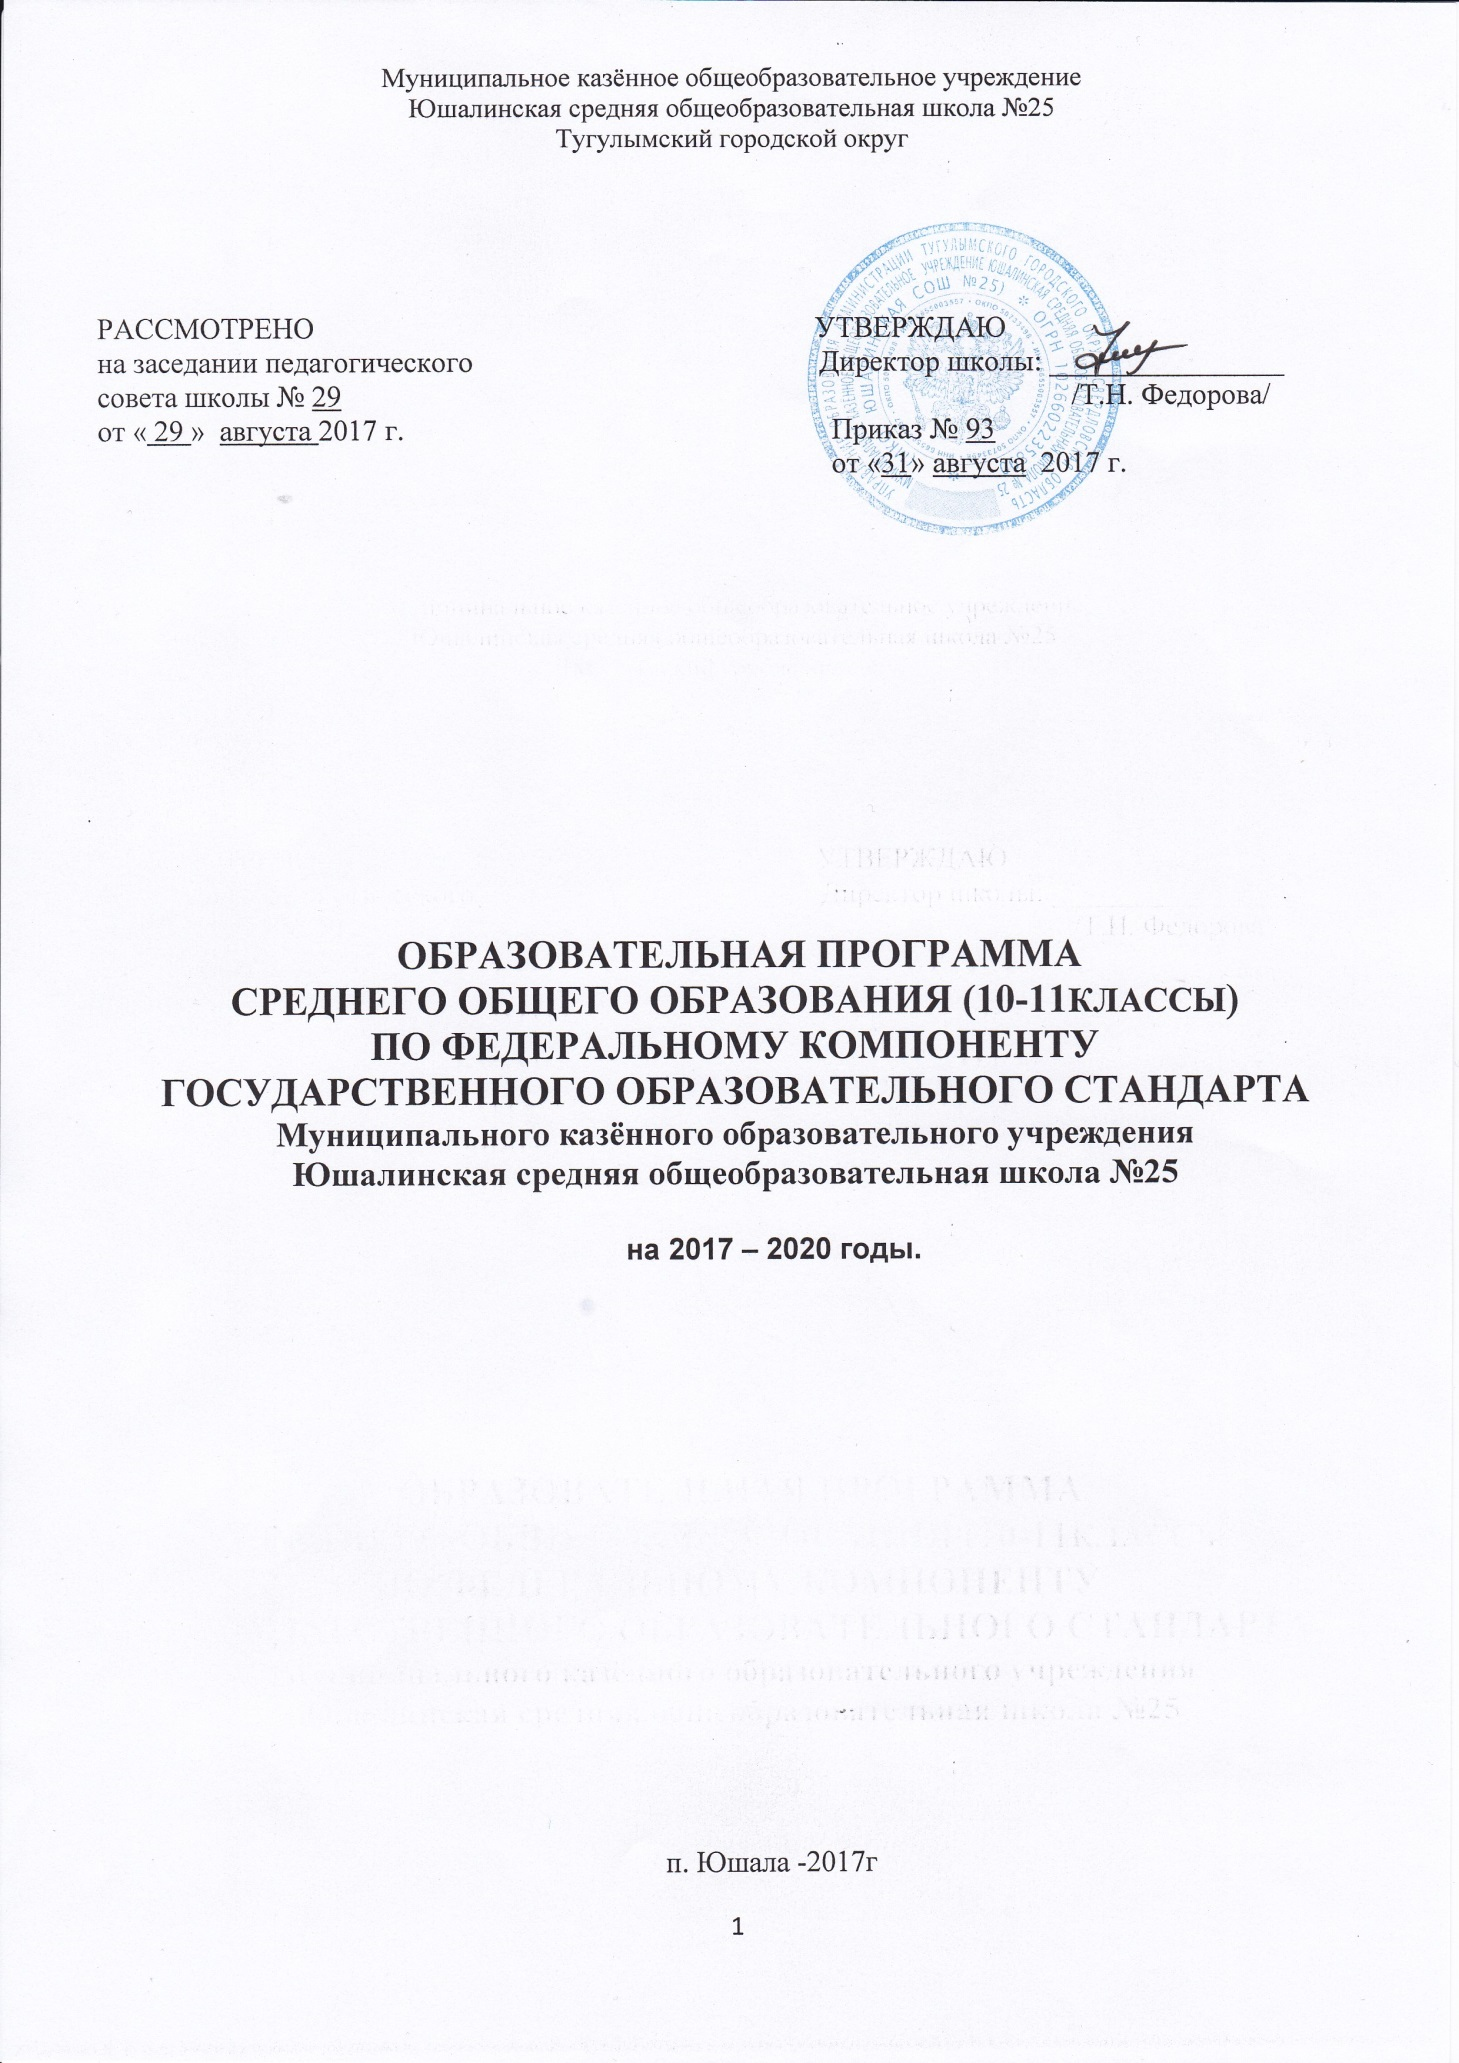 Муниципальное казённое общеобразовательное учреждение
Юшалинская средняя общеобразовательная школа №25
Тугулымский городской округ
РАССМОТРЕНО
на заседании педагогического
совета школы № 29
от « 29 » августа 2017 г.
УТВЕРЖДАЮ
Директор школы: ________________
/Т.Н. Федорова/
Приказ № 93
от «31» августа 2017 г.
ОБРАЗОВАТЕЛЬНАЯ ПРОГРАММА
СРЕДНЕГО ОБЩЕГО ОБРАЗОВАНИЯ (10-11КЛАССЫ)
ПО ФЕДЕРАЛЬНОМУ КОМПОНЕНТУ
ГОСУДАРСТВЕННОГО ОБРАЗОВАТЕЛЬНОГО СТАНДАРТА
Муниципального казённого образовательного учреждения
Юшалинская средняя общеобразовательная школа №25
на 2017 – 2020 годы.
п. Юшала -2017г
1